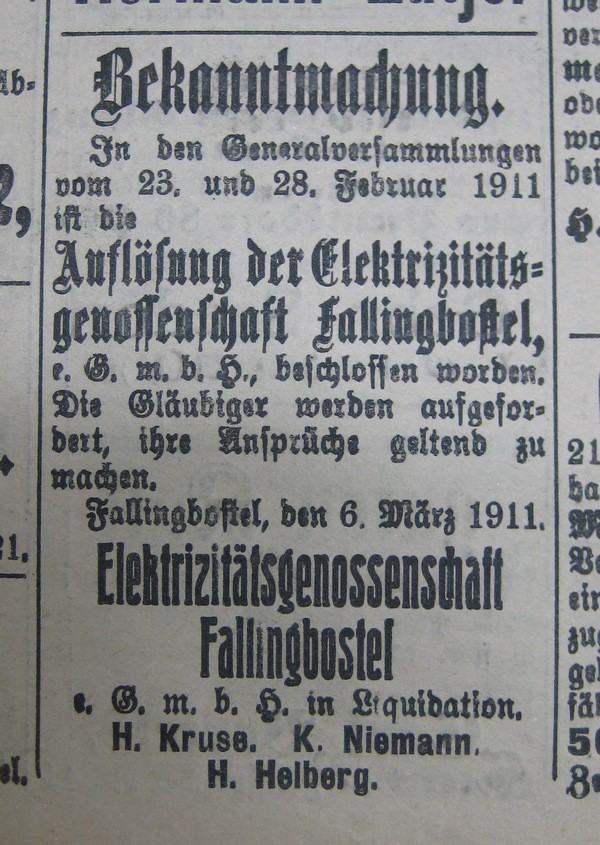 Bekanntmachung.
In den Generalversammlungen
vom 23. und 28. Februar 1911
ist die
Auflösung der Elektrizitäts-
genossenschaft Fallingbostel,
e. G. m. b. H., beschlossen worden.
Die Gläubiger werden aufgefor-
dert, ihre Ansprüche geltend zu
machen.
Fallingbostel, den 6. März 1911.
Elektrizitätsgenossenschaft
Fallingbostel
e. G. m. b. H. in Liquidation.
H. Kruse. K. Niemann.
H. Helberg.